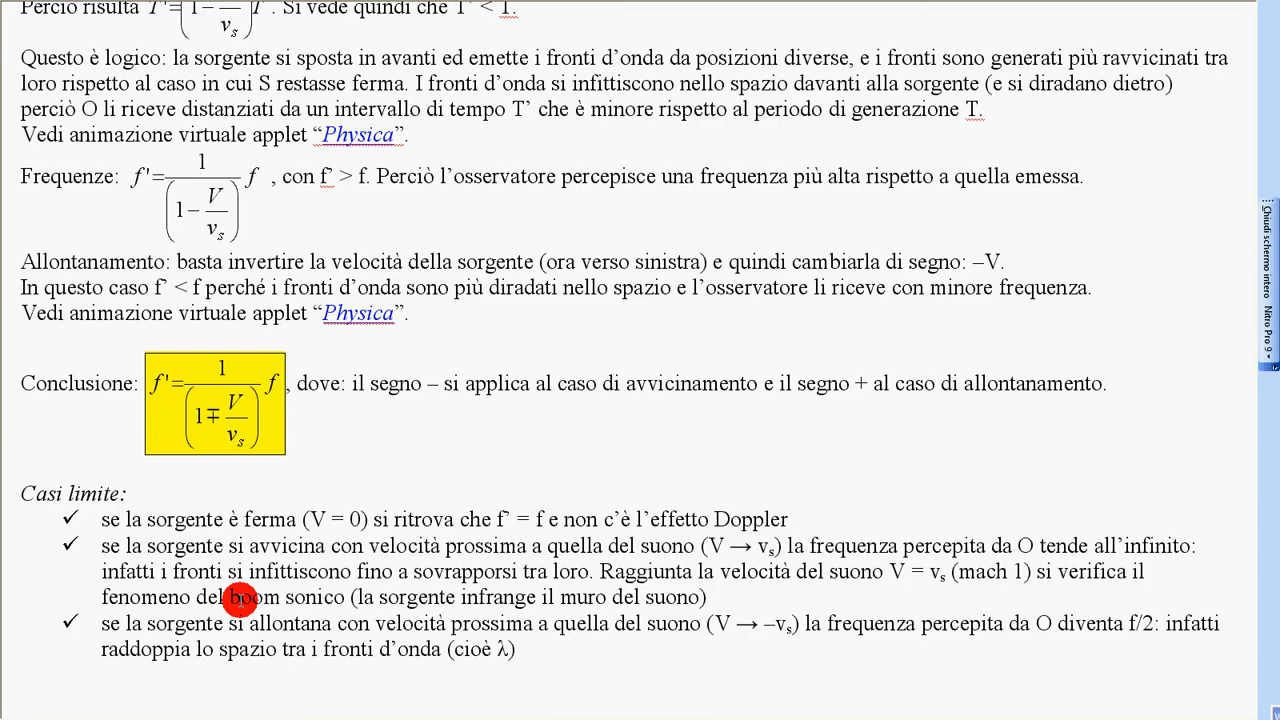 Perciò risulta T'=(1−  /v_s)T . Si vede quindi che T' < T.
Questo è logico: la sorgente si sposta in avanti ed emette i fronti d’onda da posizioni diverse, e i fronti sono generati più ravvicinati tra
loro rispetto al caso in cui S restasse ferma. I fronti d’onda si infittiscono nello spazio davanti alla sorgente (e si diradano dietro)
perciò O li riceve distanziati da un intervallo di tempo T’ che è minore rispetto al periodo di generazione T.
Vedi animazione virtuale applet “Physica”.
Frequenze: f'=1/(1−V/v_s) f , con f’ > f. Perciò l’osservatore percepisce una frequenza più alta rispetto a quella emessa.
Allontanamento: basta invertire la velocità della sorgente (ora verso sinistra) e quindi cambiarla di segno: –V.
In questo caso f’ < f perché i fronti d’onda sono più diradati nello spazio e l’osservatore li riceve con minore frequenza.
Vedi animazione virtuale applet “Physica”.
Conclusione: f'=1/(1∓V/v_s) f , dove: il segno – si applica al caso di avvicinamento e il segno + al caso di allontanamento.
Casi limite:
✓ se la sorgente è ferma (V = 0) si ritrova che f’ = f e non c’è l’effetto Doppler
✓ se la sorgente si avvicina con velocità prossima a quella del suono (V → v_s) la frequenza percepita da O tende all’infinito:
infatti i fronti si infittiscono fino a sovrapporsi tra loro. Raggiunta la velocità del suono V = v_s (mach 1) si verifica il
fenomeno del boom sonico (la sorgente infrange il muro del suono)
✓ se la sorgente si allontana con velocità prossima a quella del suono (V → –v_s) la frequenza percepita da O diventa f/2: infatti
raddoppia lo spazio tra i fronti d’onda (cioè λ)
Chiudi schermo intero
Nitro Pro 9